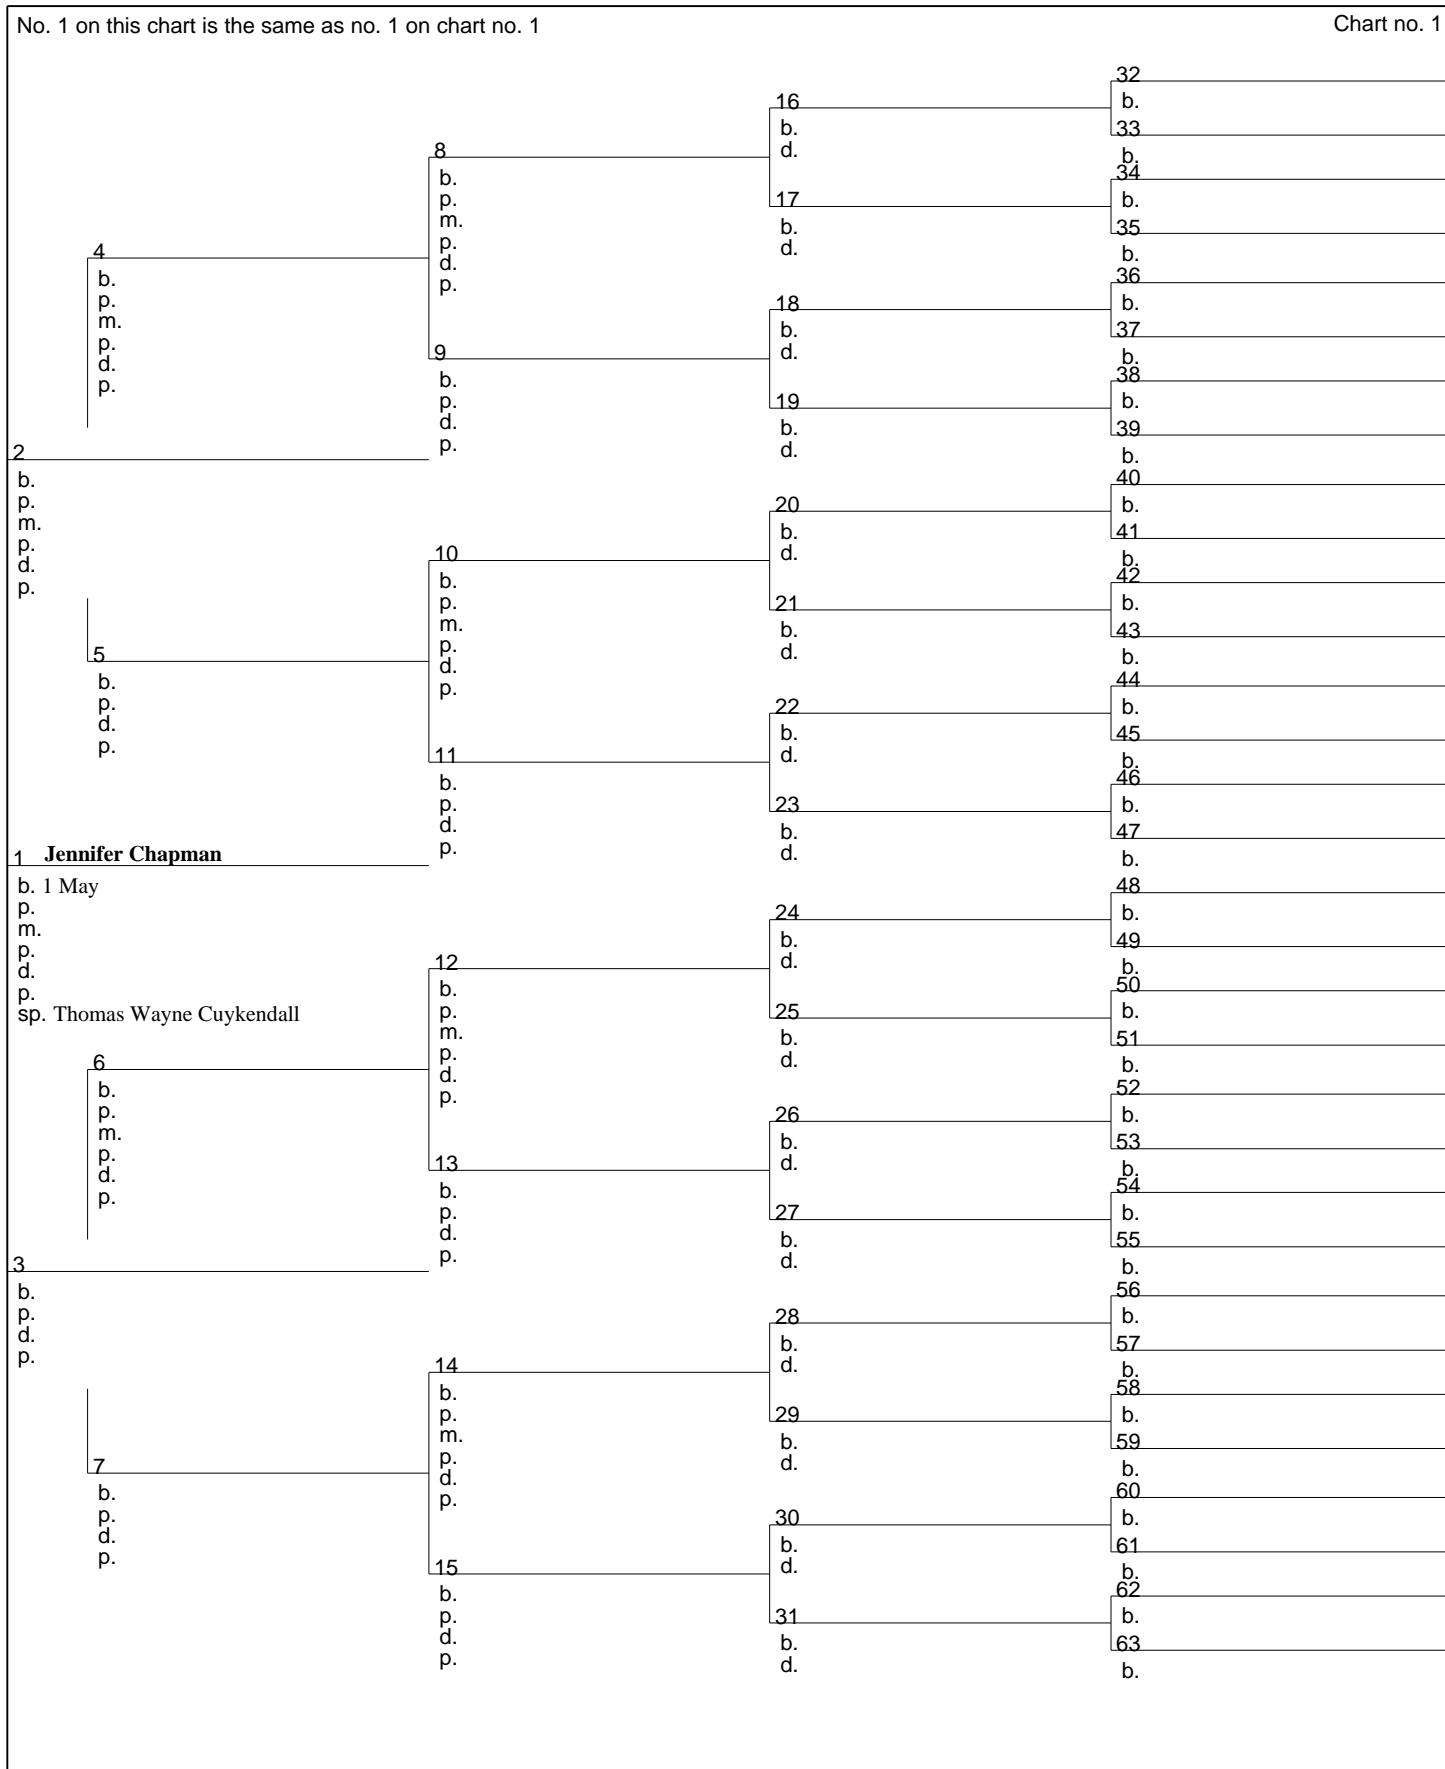 No. 1 on this chart is the same as no. 1 on chart no. 1
Chart no. 1
2
b.
p.
m.
p.
d.
p.
1 Jennifer Chapman
b. 1 May
p.
m.
p.
d.
p.
sp. Thomas Wayne Cuykendall
3
b.
p.
d.
p.
4
b.
p.
m.
p.
d.
p.
5
b.
p.
d.
p.
6
b.
p.
m.
p.
d.
p.
7
b.
p.
d.
p.
8
b.
p.
m.
p.
d.
p.
9
b.
p.
d.
p.
10
b.
p.
m.
p.
d.
p.
11
b.
p.
d.
p.
12
b.
p.
m.
p.
d.
p.
13
b.
p.
d.
p.
14
b.
p.
m.
p.
d.
p.
15
b.
p.
d.
p.
16
b.
d.
17
b.
d.
18
b.
d.
19
b.
d.
20
b.
d.
21
b.
d.
22
b.
d.
23
b.
d.
24
b.
d.
25
b.
d.
26
b.
d.
27
b.
d.
28
b.
d.
29
b.
d.
30
b.
d.
31
b.
d.
32
b.
33
b.
34
b.
35
b.
36
b.
37
b.
38
b.
39
b.
40
b.
41
b.
42
b.
43
b.
44
b.
45
b.
46
b.
47
b.
48
b.
49
b.
50
b.
51
b.
52
b.
53
b.
54
b.
55
b.
56
b.
57
b.
58
b.
59
b.
60
b.
61
b.
62
b.
63
b.